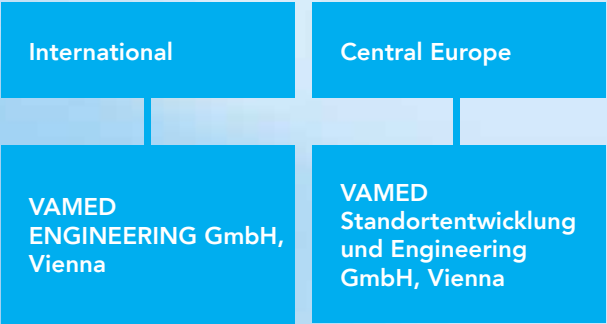 International
Central Europe
VAMED
ENGINEERING GmbH,
Vienna
VAMED
Standortentwicklung
und Engineering
GmbH, Vienna